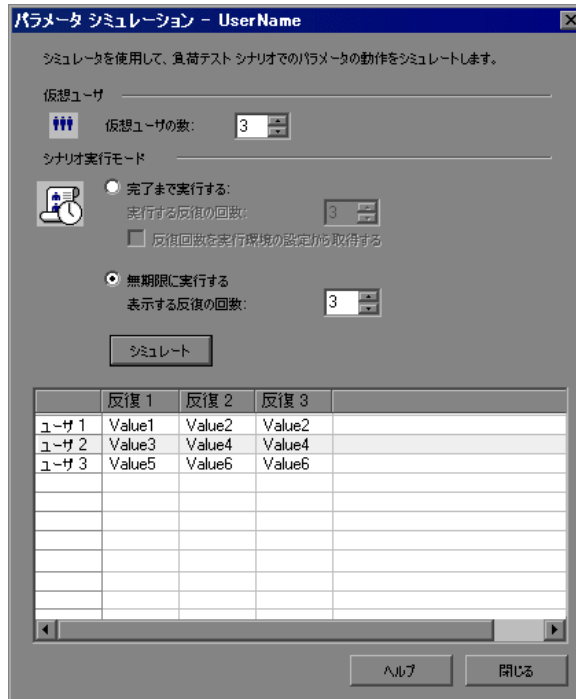 パラメータ シミュレーション - UserName
シミュレータを使用して、負荷テスト シナリオでのパラメータの動作をシミュレートします。
仮想ユーザ
仮想ユーザの数: 3
シナリオ実行モード
完了まで実行する:
実行する反復の回数: 3
反復回数を実行環境の設定から取得する
無期限に実行する
表示する反復の回数: 3
シミュレート
反復 1 反復 2 反復 3
ユーザ 1 Value1 Value2 Value2
ユーザ 2 Value3 Value4 Value4
ユーザ 3 Value5 Value6 Value6
ヘルプ 閉じる